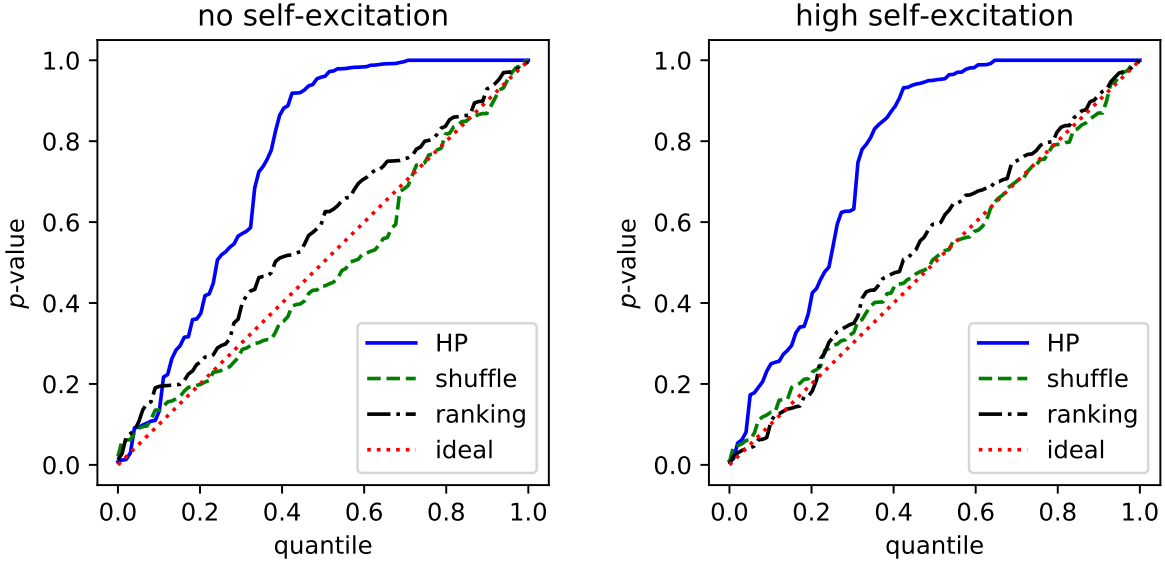 no self-excitation
1.0
0.8
0.6
0.4
0.2
0.0
p-value
HP
shuffle
ranking
ideal
0.0 0.2 0.4 0.6 0.8 1.0
quantile
high self-excitation
1.0
0.8
0.6
0.4
0.2
0.0
p-value
HP
shuffle
ranking
ideal
0.0 0.2 0.4 0.6 0.8 1.0
quantile